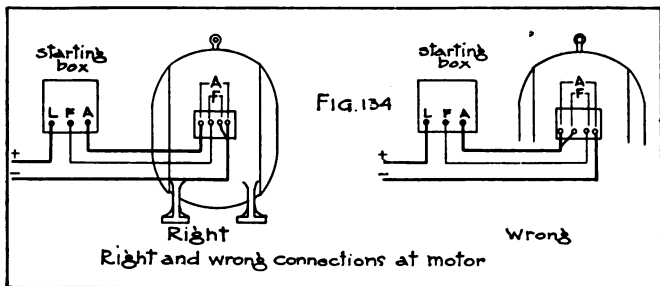 starting
box
L F A
A
F
+
−
Right
FIG. 134
starting
box
L F A
A
F
+
−
Wrong
Right and wrong connections at motor